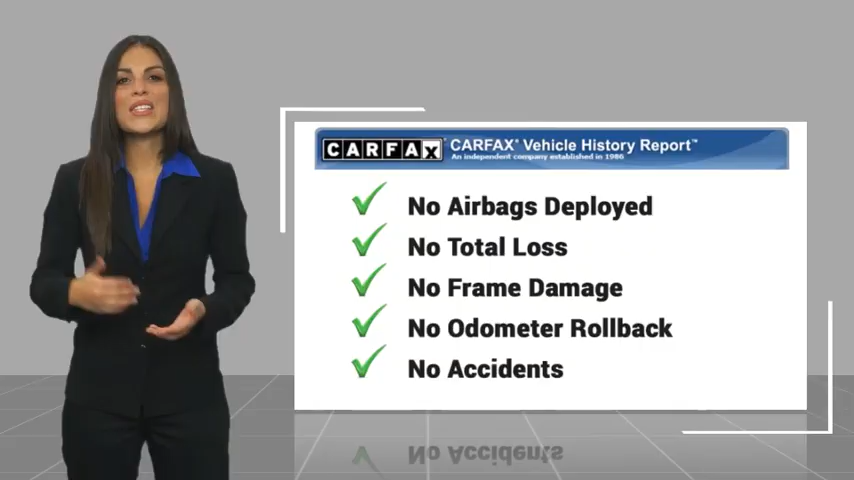 CARFAX
CARFAX® Vehicle History Report™
An independent company established in 1986
No Airbags Deployed
No Total Loss
No Frame Damage
No Odometer Rollback
No Accidents
No Accidents